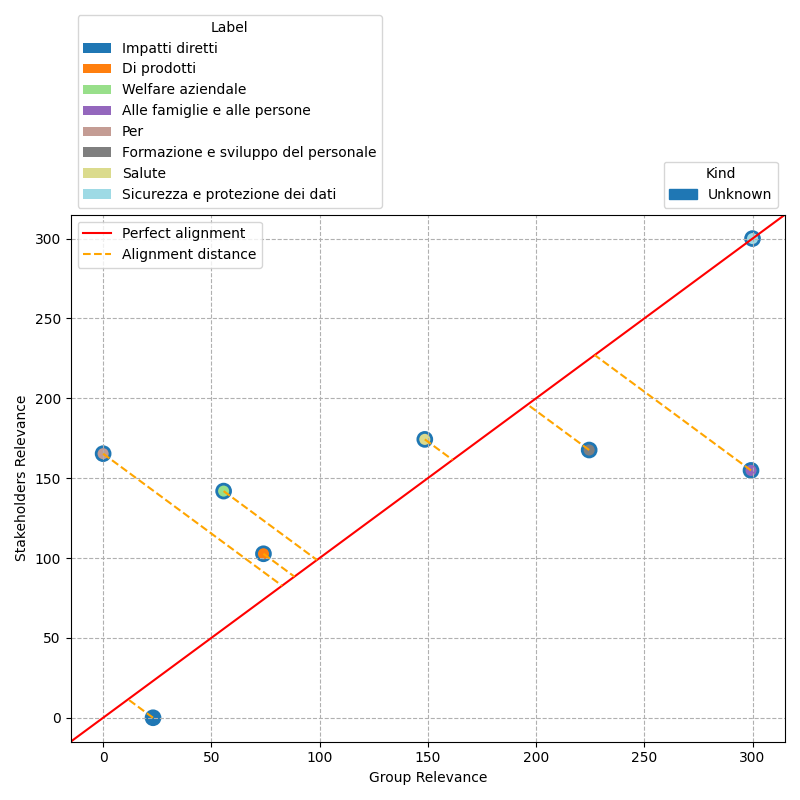 Label
Impatti diretti
Di prodotti
Welfare aziendale
Alle famiglie e alle persone
Per
Formazione e sviluppo del personale
Salute
Sicurezza e protezione dei dati
Kind
Unknown
Perfect alignment
Alignment distance
300
250
200
150
100
50
0
Stakeholders Relevance
0 50 100 150 200 250 300
Group Relevance